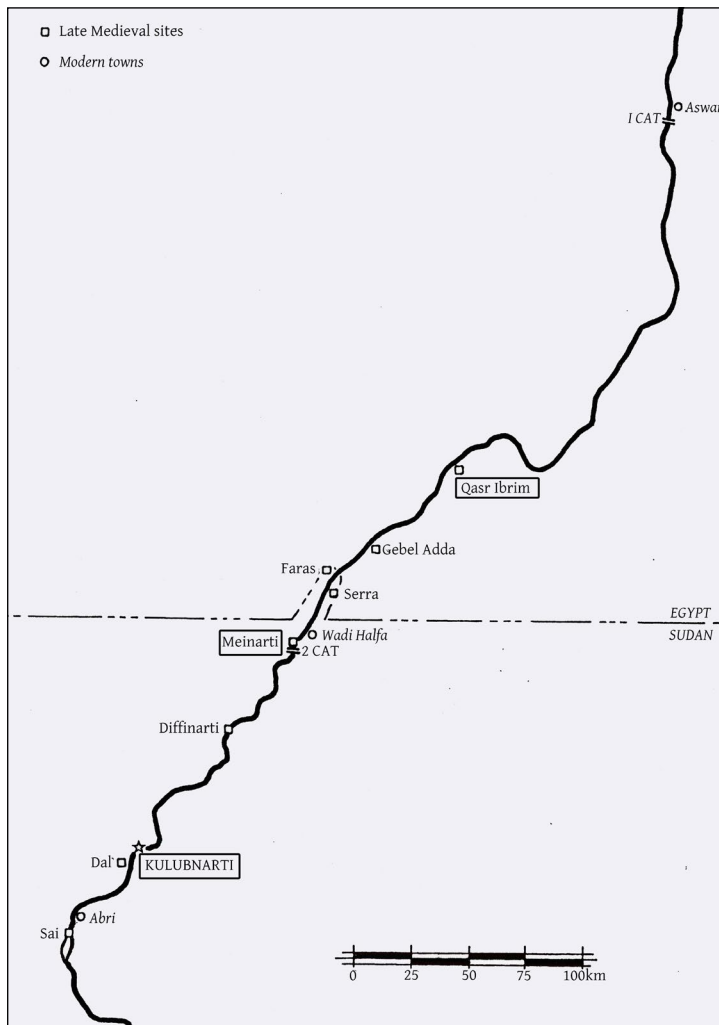 Late Medieval sites
Modern towns
Aswan
I CAT
Qasr Ibrim
Gebel Adda
Faras
Serra
EGYPT
SUDAN
Wadi Halfa
Meinarti
2 CAT
Diffinarti
KULUBNARTI
Dal
Abri
Sai
0 25 50 75 100km